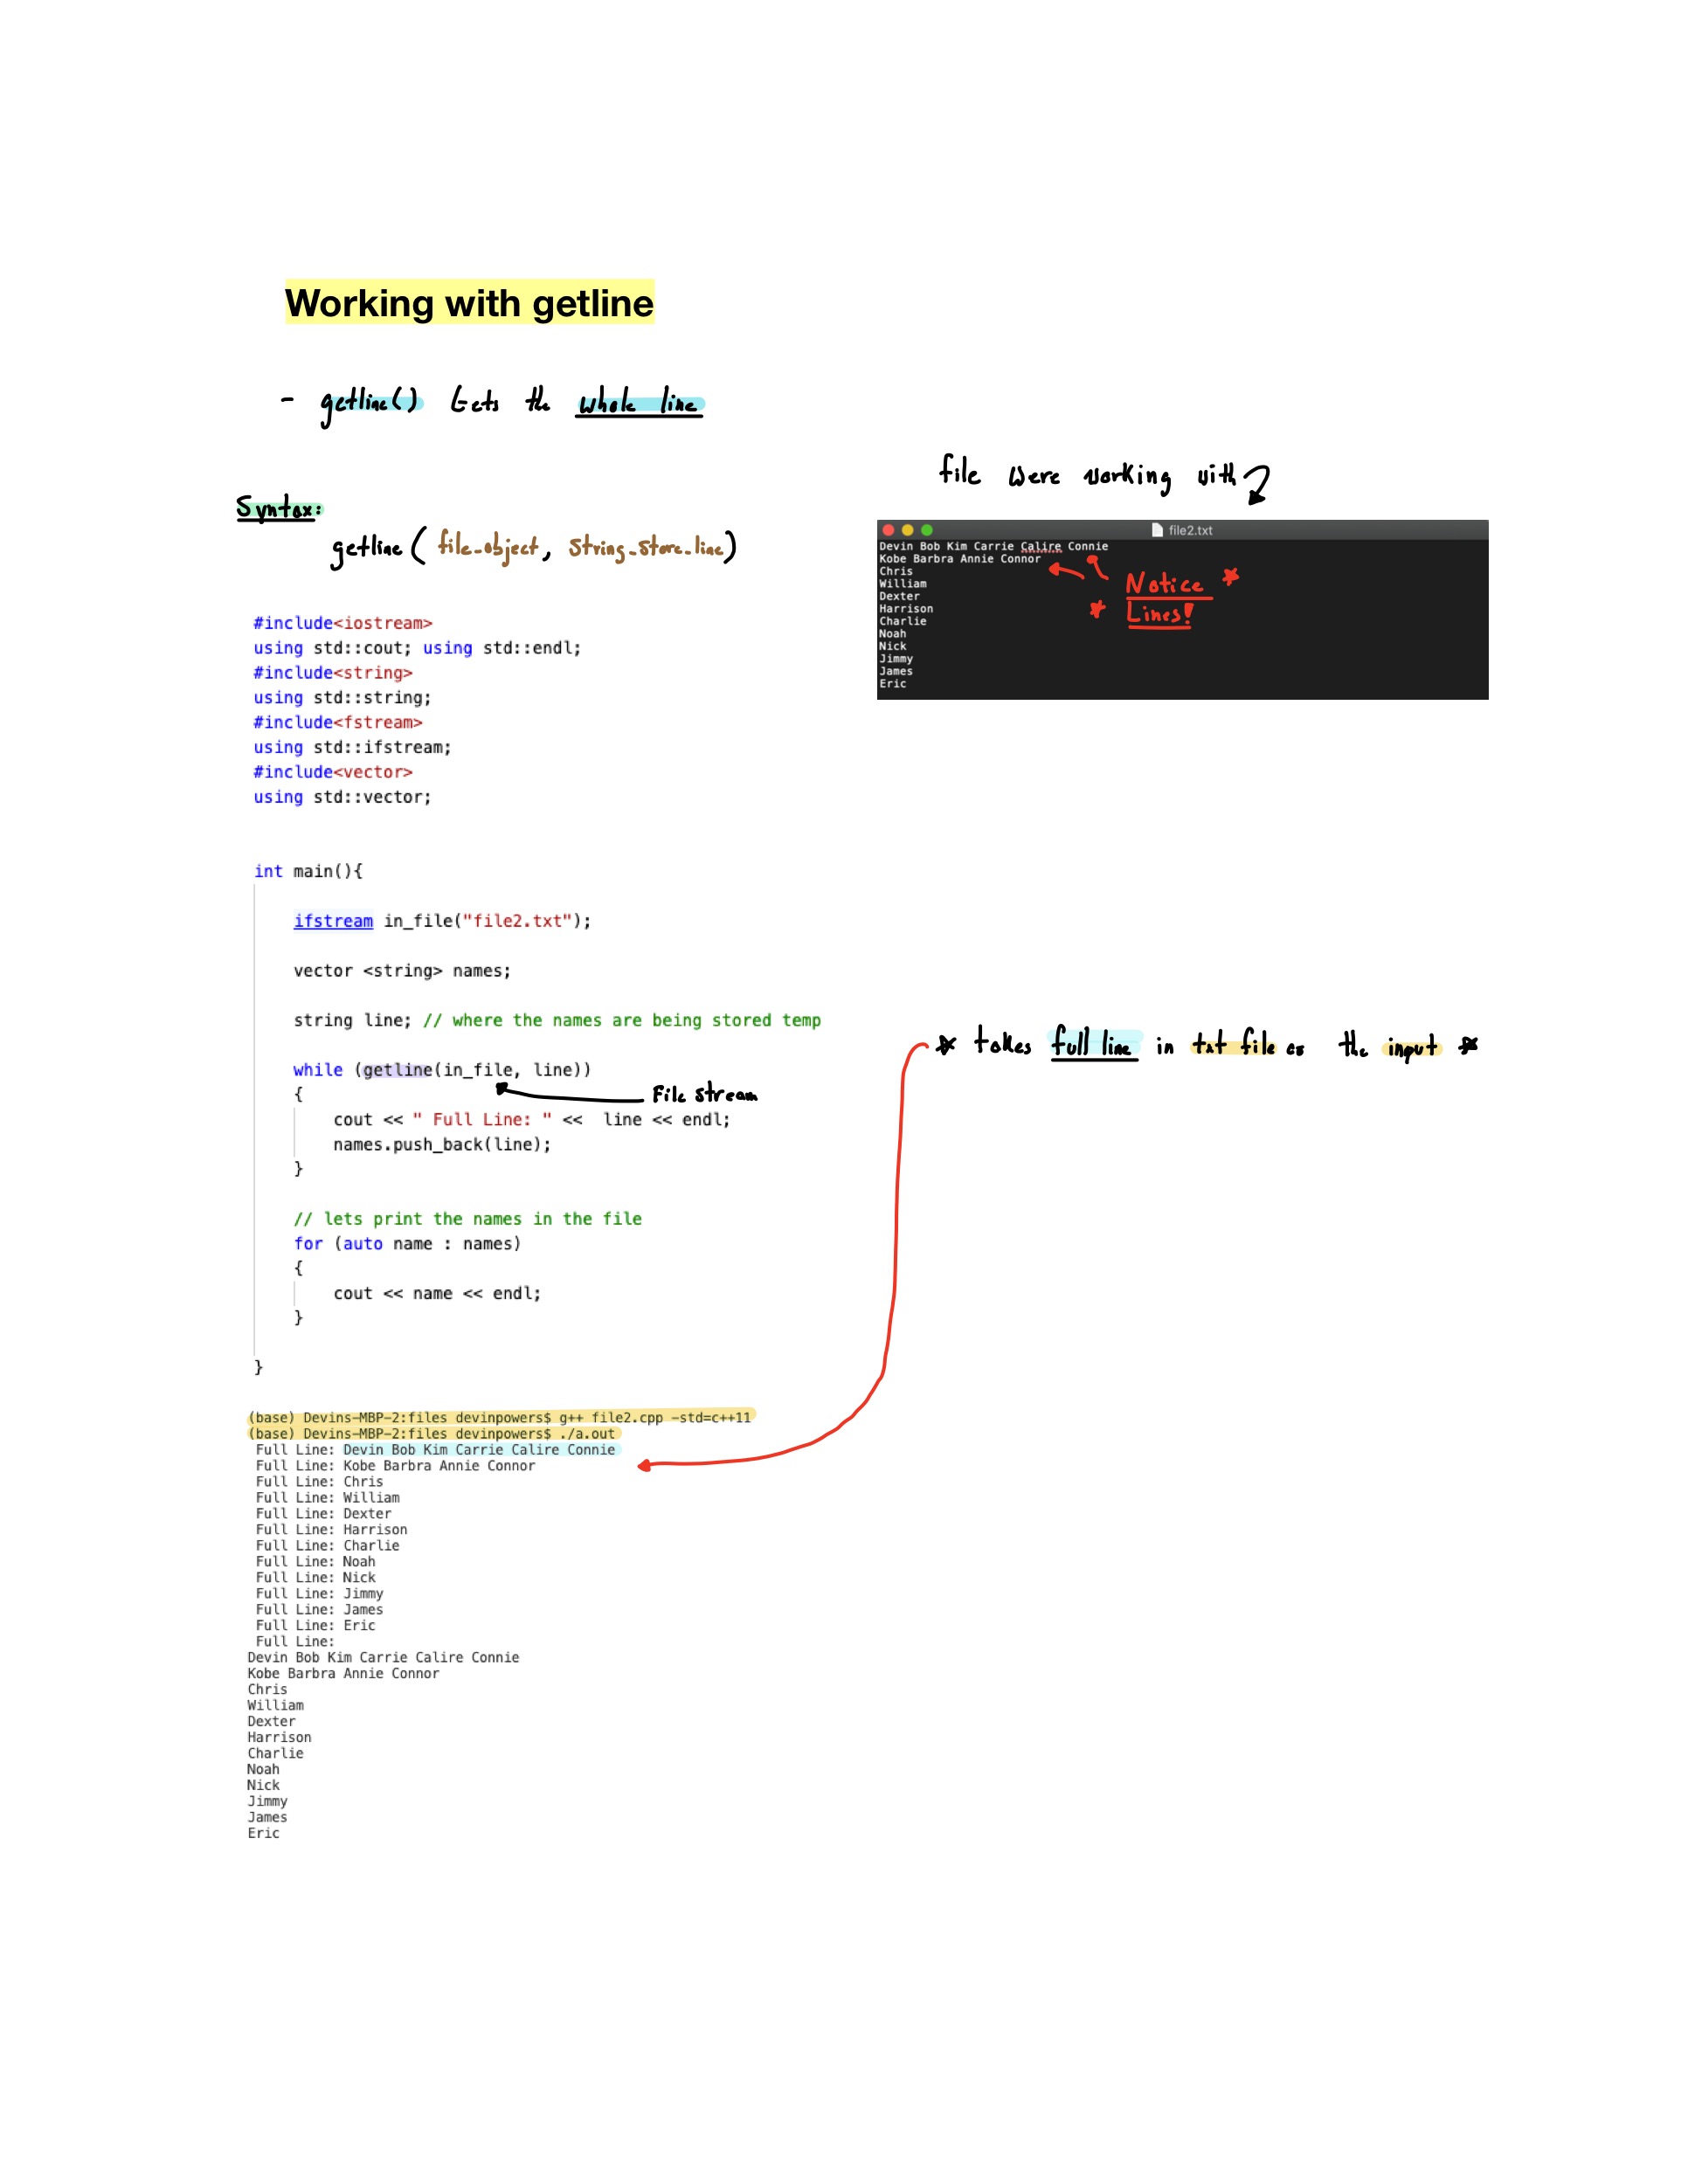 Working with getline
- getline() Gets the whole line
file were working with
Syntax:
getline ( file_object, string_store_line)
file2.txt
Devin Bob Kim Carrie Calire Connie
Kobe Barbra Annie Connor
Chris
William
Dexter
Harrison
Charlie
Noah
Nick
Jimmy
James
Eric
Notice
Lines!
#include<iostream>
using std::cout; using std::endl;
#include<string>
using std::string;
#include<fstream>
using std::ifstream;
#include<vector>
using std::vector;
int main(){
ifstream in_file("file2.txt");
vector <string> names;
string line; // where the names are being stored temp
while (getline(in_file, line))
{
File stream
cout << " Full Line: " <<  line << endl;
names.push_back(line);
}
// lets print the names in the file
for (auto name : names)
{
cout << name << endl;
}
}
takes full line in txt file as the input
(base) Devins-MBP-2:files devinpowers$ g++ file2.cpp -std=c++11
(base) Devins-MBP-2:files devinpowers$ ./a.out
Full Line: Devin Bob Kim Carrie Calire Connie
Full Line: Kobe Barbra Annie Connor
Full Line: Chris
Full Line: William
Full Line: Dexter
Full Line: Harrison
Full Line: Charlie
Full Line: Noah
Full Line: Nick
Full Line: Jimmy
Full Line: James
Full Line: Eric
Full Line:
Devin Bob Kim Carrie Calire Connie
Kobe Barbra Annie Connor
Chris
William
Dexter
Harrison
Charlie
Noah
Nick
Jimmy
James
Eric